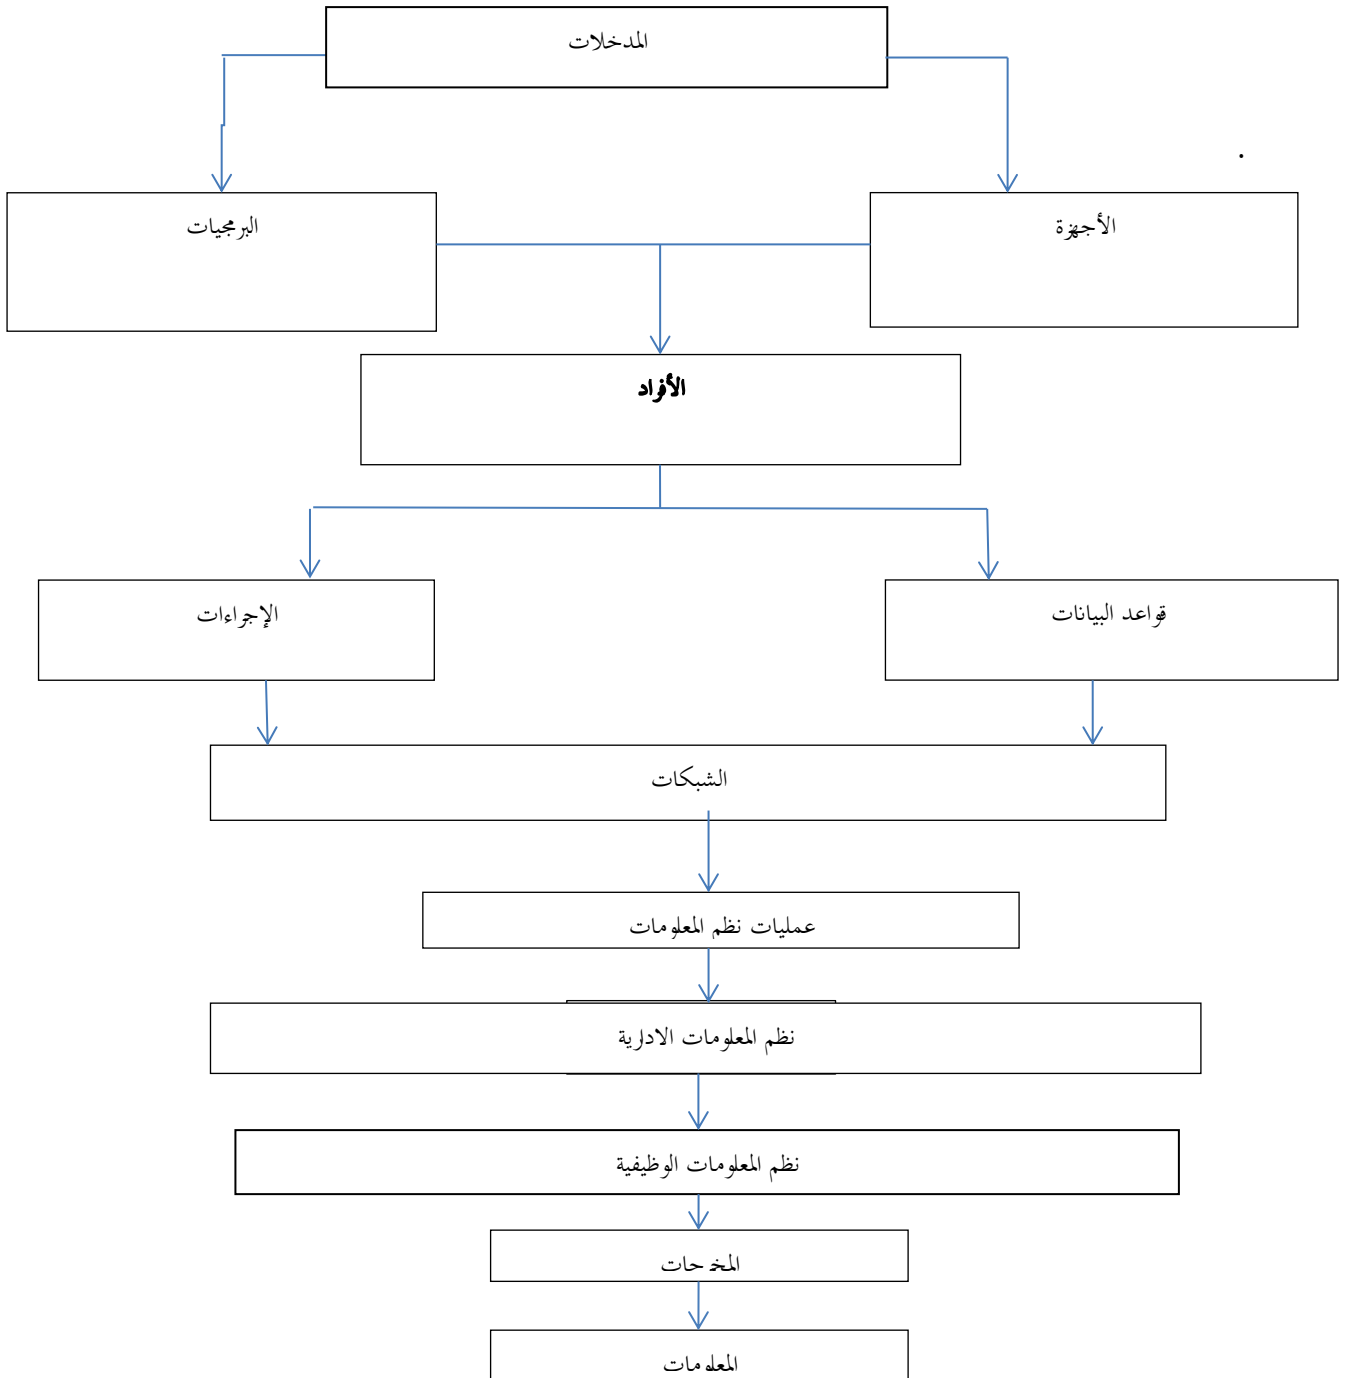 المدخلات
.
الأجهزة
البرمجيات
الأفراد
قواعد البيانات
الإجراءات
الشبكات
عمليات نظم المعلومات
نظم المعلومات الادارية
نظم المعلومات الوظيفية
المخرجات
المعلومات